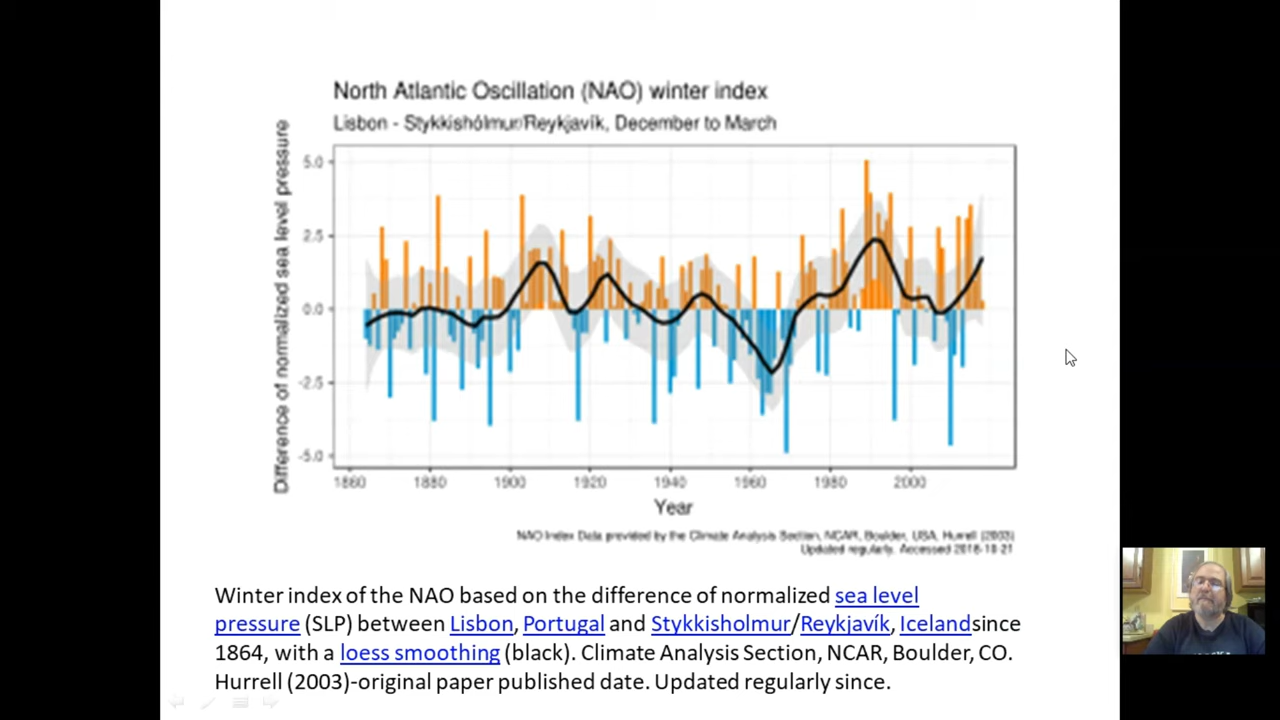 North Atlantic Oscillation (NAO) winter index
Lisbon - Stykkishólmur/Reykjavík, December to March
Difference of normalized sea level pressure
5.0
2.5
0.0
-2.5
-5.0
1860 1880 1900 1920 1940 1960 1980 2000
Year
NAO Index Data provided by the Climate Analysis Section, NCAR, Boulder, USA, Hurrell (2003)
Updated regularly. Accessed 2018-10-21
Winter index of the NAO based on the difference of normalized sea level
pressure (SLP) between Lisbon, Portugal and Stykkisholmur/Reykjavík, Icelandsince
1864, with a loess smoothing (black). Climate Analysis Section, NCAR, Boulder, CO.
Hurrell (2003)-original paper published date. Updated regularly since.